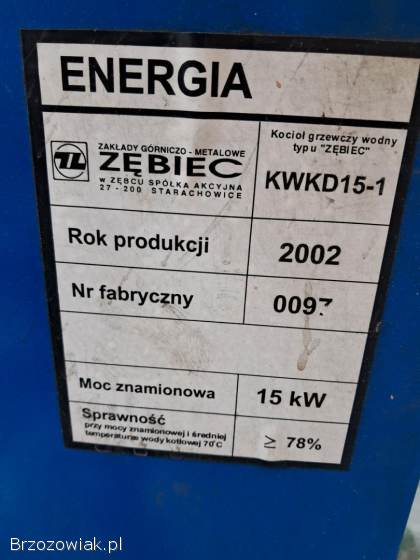 ENERGIA
ZAKŁADY GÓRNICZO - METALOWE
ZĘBIEC
w ZĘBCU SPÓŁKA AKCYJNA
27 - 200 STARACHOWICE
Kocioł grzewczy wodny
typu "ZĘBIEC"
KWKD15-1
Rok produkcji 2002
Nr fabryczny 0097
Moc znamionowa 15 kW
Sprawność
przy mocy znamionowej i średniej
temperaturze wody kotłowej 70°C
≥ 78%
Brzozowiak.pl